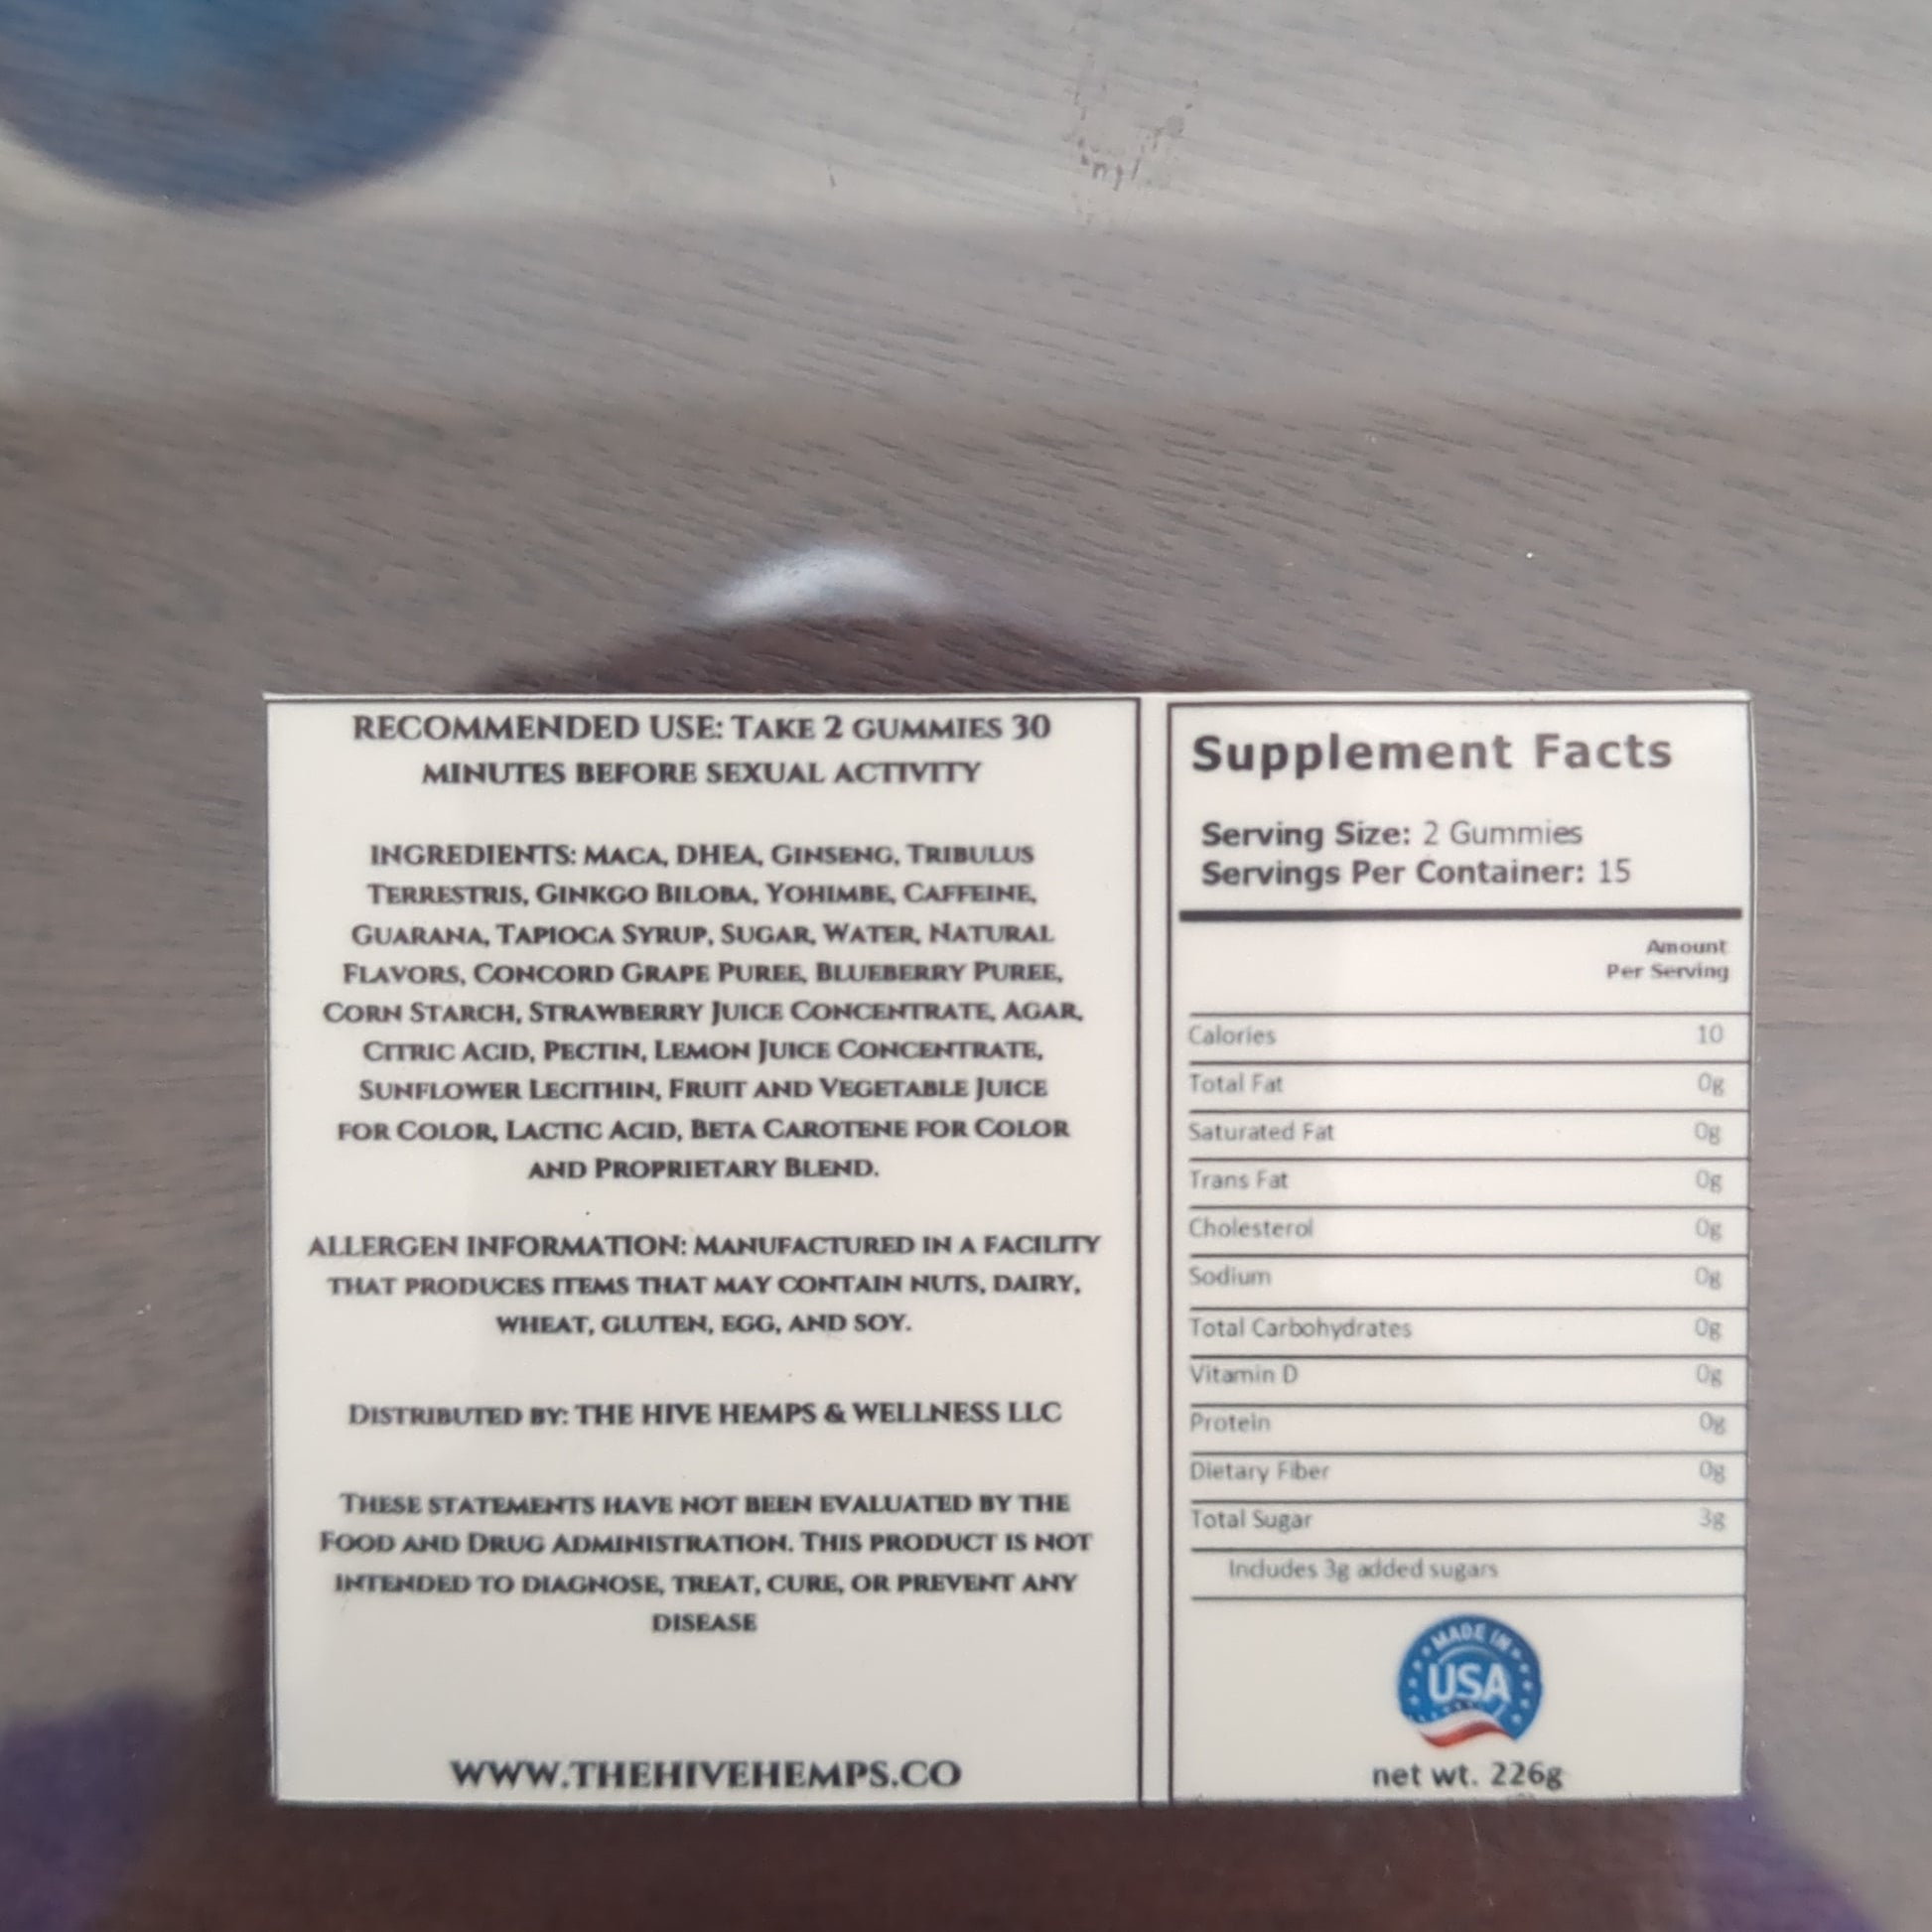 RECOMMENDED USE: TAKE 2 GUMMIES 30
MINUTES BEFORE SEXUAL ACTIVITY
INGREDIENTS: MACA, DHEA, GINSENG, TRIBULUS
TERRESTRIS, GINKGO BILOBA, YOHIMBE, CAFFEINE,
GUARANA, TAPIOCA SYRUP, SUGAR, WATER, NATURAL
FLAVORS, CONCORD GRAPE PUREE, BLUEBERRY PUREE,
CORN STARCH, STRAWBERRY JUICE CONCENTRATE, AGAR,
CITRIC ACID, PECTIN, LEMON JUICE CONCENTRATE,
SUNFLOWER LECITHIN, FRUIT AND VEGETABLE JUICE
FOR COLOR, LACTIC ACID, BETA CAROTENE FOR COLOR
AND PROPRIETARY BLEND.
ALLERGEN INFORMATION: MANUFACTURED IN A FACILITY
THAT PRODUCES ITEMS THAT MAY CONTAIN NUTS, DAIRY,
WHEAT, GLUTEN, EGG, AND SOY.
DISTRIBUTED BY: THE HIVE HEMPS & WELLNESS LLC
THESE STATEMENTS HAVE NOT BEEN EVALUATED BY THE
FOOD AND DRUG ADMINISTRATION. THIS PRODUCT IS NOT
INTENDED TO DIAGNOSE, TREAT, CURE, OR PREVENT ANY
DISEASE
WWW.THEHIVEHEMPS.CO
Supplement Facts
Serving Size: 2 Gummies
Servings Per Container: 15
Amount
Per Serving
Calories 10
Total Fat 0g
Saturated Fat 0g
Trans Fat 0g
Cholesterol 0g
Sodium 0g
Total Carbohydrates 0g
Vitamin D 0g
Protein 0g
Dietary Fiber 0g
Total Sugar 3g
Includes 3g added sugars
MADE IN
USA
net wt. 226g